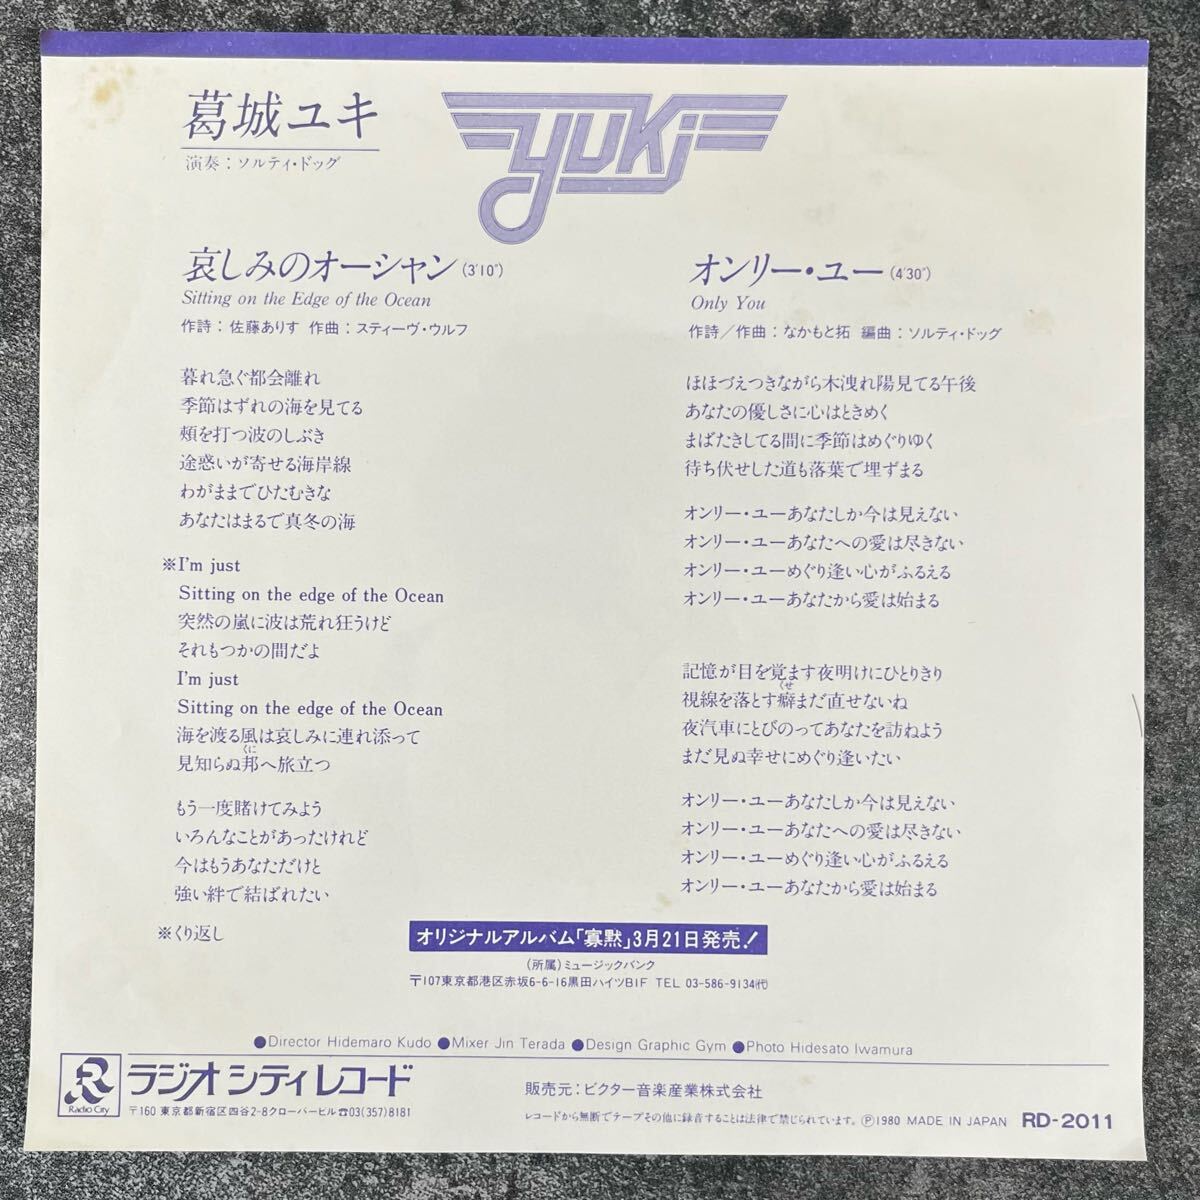 葛城ユキ
演奏：ソルティ・ドッグ
yuki
哀しみのオーシャン(3'10")
Sitting on the Edge of the Ocean
作詩：佐藤ありす 作曲：スティーヴ・ウルフ
暮れ急ぐ都会離れ
季節はずれの海を見てる
頬を打つ波のしぶき
途惑いが寄せる海岸線
わがままでひたむきな
あなたはまるで真冬の海
※I'm just
Sitting on the edge of the Ocean
突然の嵐に波は荒れ狂うけど
それもつかの間だよ
I'm just
Sitting on the edge of the Ocean
海を渡る風は哀しみに連れ添って
くに
見知らぬ邦へ旅立つ
もう一度賭けてみよう
いろんなことがあったけれど
今はもうあなただけと
強い絆で結ばれたい
※くり返し
オンリー・ユー(4'30")
Only You
作詩／作曲：なかもと拓 編曲：ソルティ・ドッグ
ほほづえつきながら木洩れ陽見てる午後
あなたの優しさに心はときめく
まばたきしてる間に季節はめぐりゆく
待ち伏せした道も落葉で埋ずまる
オンリー・ユーあなたしか今は見えない
オンリー・ユーあなたへの愛は尽きない
オンリー・ユーめぐり逢い心がふるえる
オンリー・ユーあなたから愛は始まる
記憶が目を覚ます夜明けにひとりきり
くせ
視線を落とす癖まだ直せないね
夜汽車にとびのってあなたを訪ねよう
まだ見ぬ幸せにめぐり逢いたい
オンリー・ユーあなたしか今は見えない
オンリー・ユーあなたへの愛は尽きない
オンリー・ユーめぐり逢い心がふるえる
オンリー・ユーあなたから愛は始まる
オリジナルアルバム「寡黙」3月21日発売！
(所属)ミュージックバンク
〒107東京都港区赤坂6-6-16黒田ハイツB1F TEL 03-586-9134㈹
●Director Hidemaro Kudo ●Mixer Jin Terada ●Design Graphic Gym ●Photo Hidesato Iwamura
R
Radio City
ラジオ シティ レコード
〒160 東京都新宿区四谷2-8クローバービル☎03(357)8181
販売元：ビクター音楽産業株式会社
レコードから無断でテープその他に録音することは法律で禁じられています。Ⓟ1980 MADE IN JAPAN RD-2011